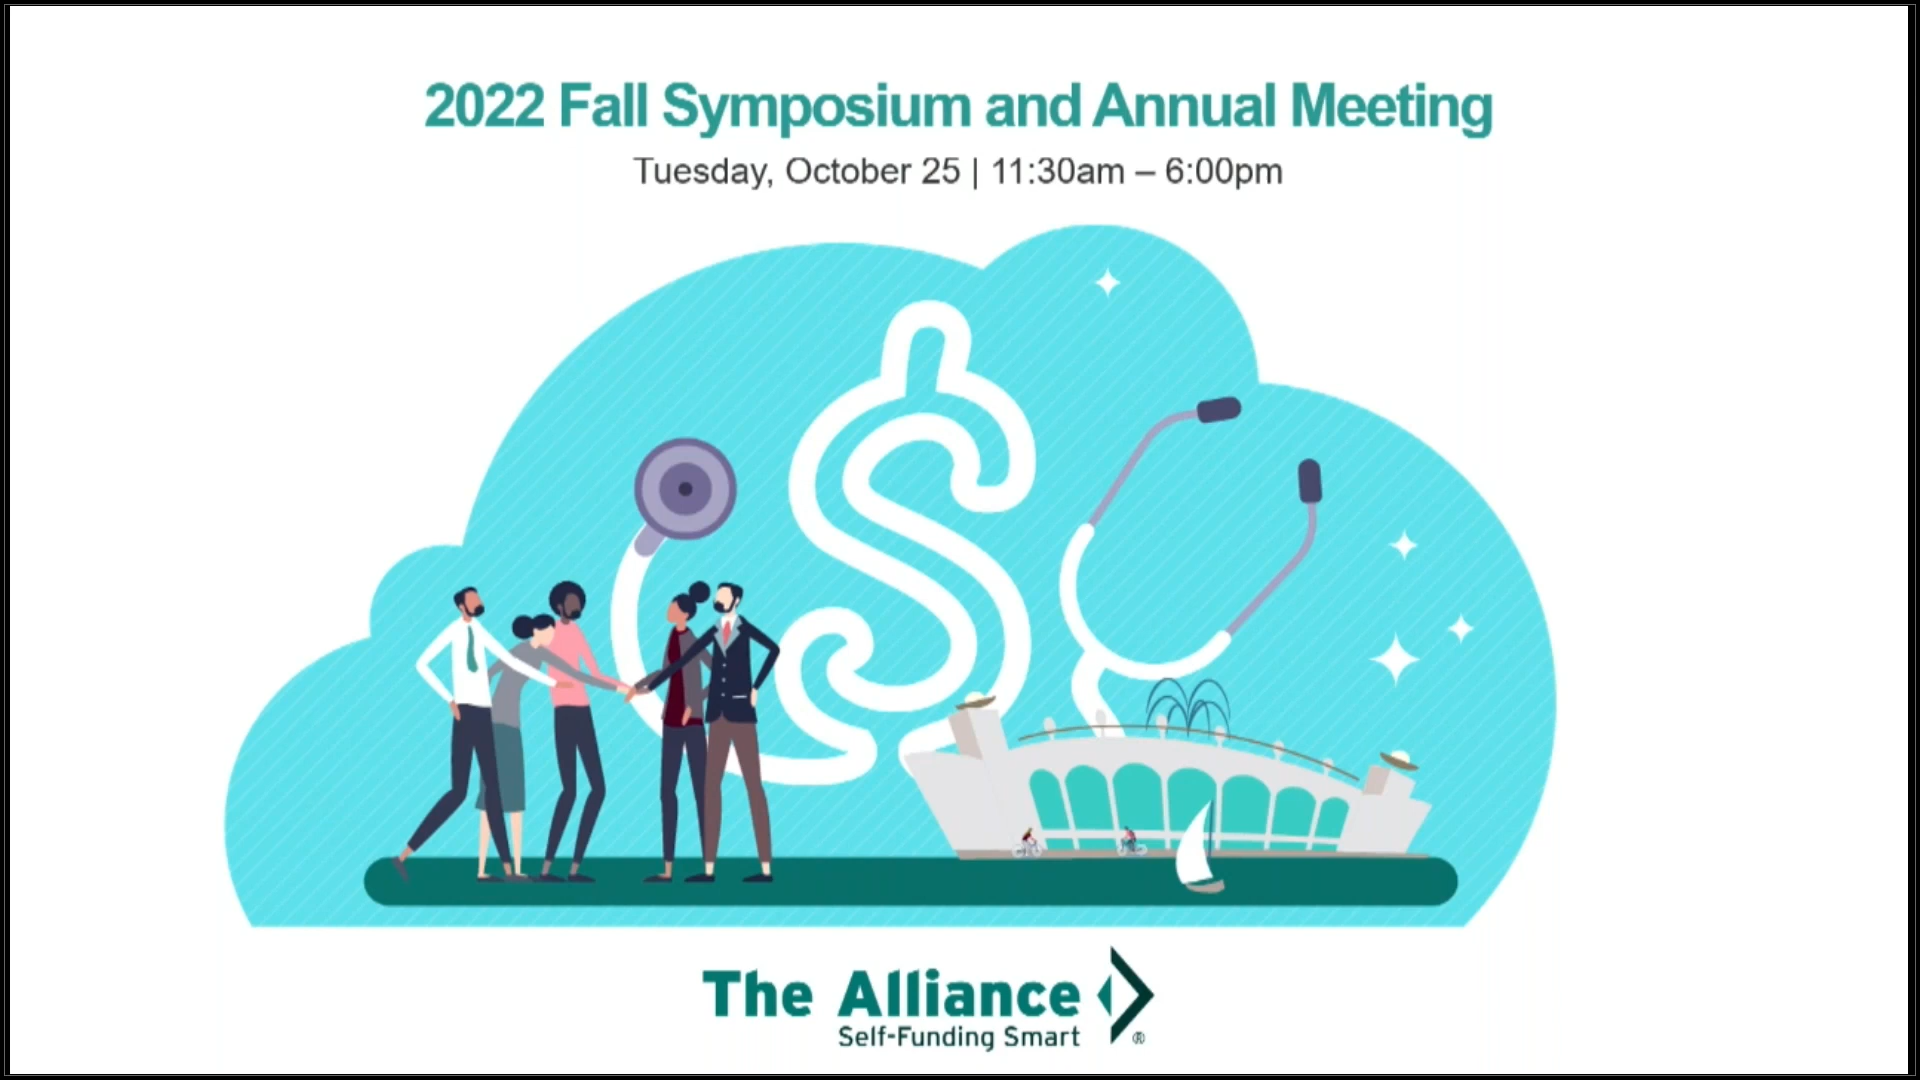 2022 Fall Symposium and Annual Meeting
Tuesday, October 25 | 11:30am – 6:00pm
The Alliance
Self-Funding Smart ®